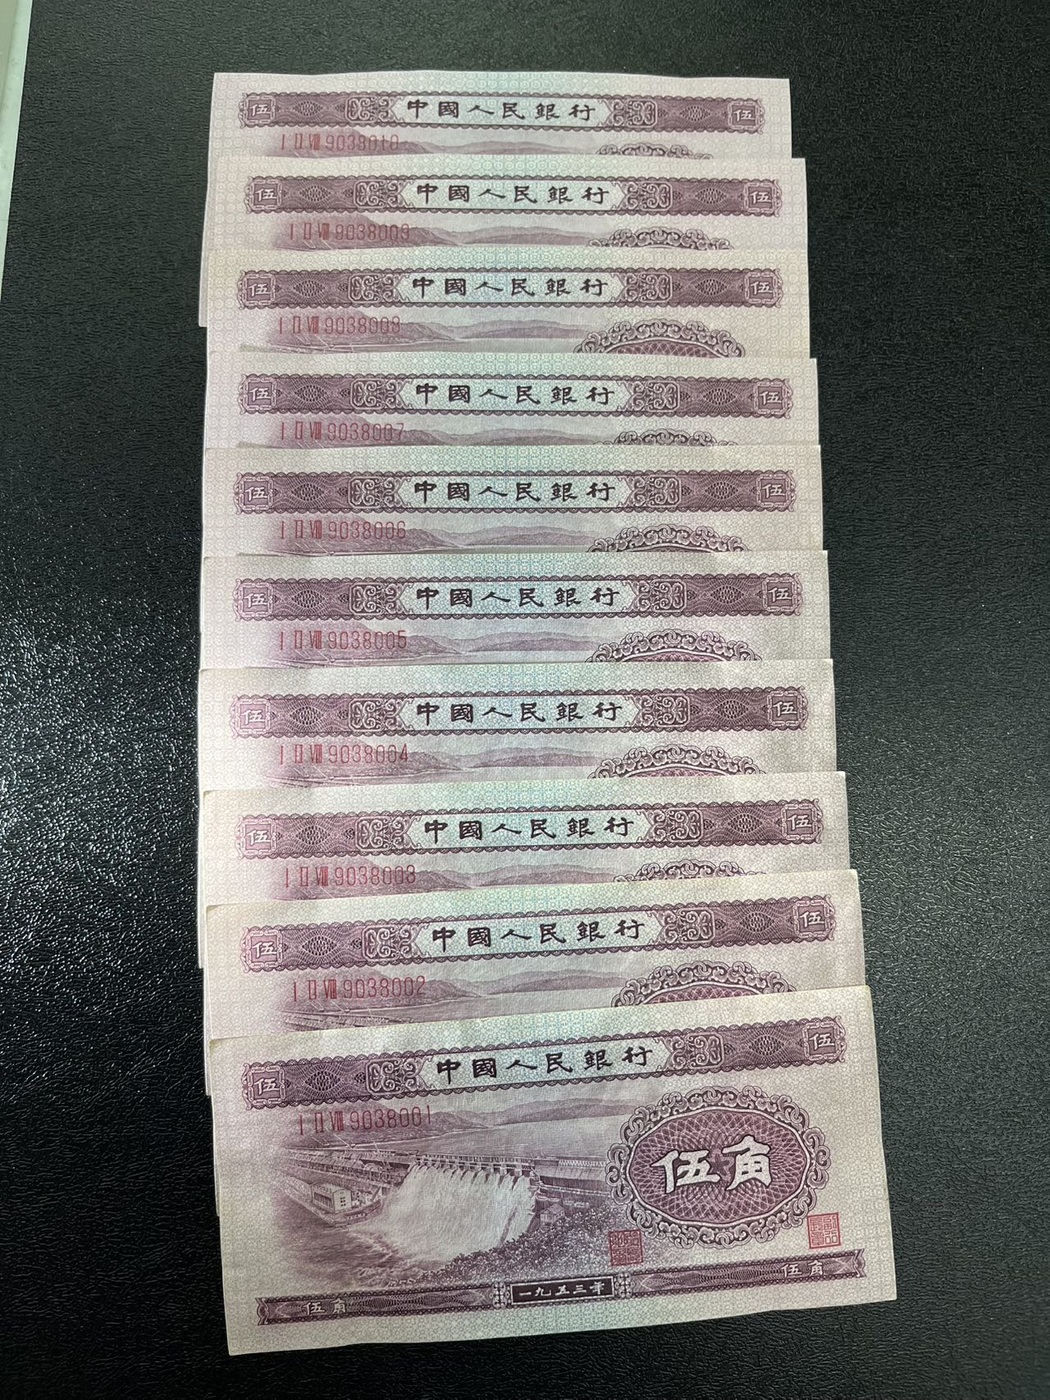 伍 中國人民銀行 伍
I II VIII 9038010
伍 中國人民銀行 伍
I II VIII 9038009
伍 中國人民銀行 伍
I II VIII 9038008
伍 中國人民銀行 伍
I II VIII 9038007
伍 中國人民銀行 伍
I II VIII 9038006
伍 中國人民銀行 伍
I II VIII 9038005
伍 中國人民銀行 伍
I II VIII 9038004
伍 中國人民銀行 伍
I II VIII 9038003
伍 中國人民銀行 伍
I II VIII 9038002
伍 中國人民銀行 伍
I II VIII 9038001
伍角
伍角 一九五三年 伍角